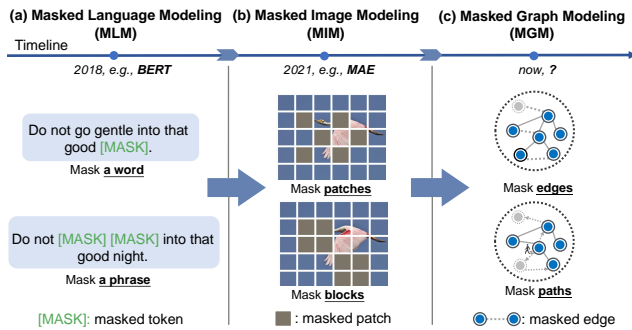 (a) Masked Language Modeling (MLM)
(b) Masked Image Modeling (MIM)
(c) Masked Graph Modeling (MGM)
Timeline
2018, e.g., BERT
2021, e.g., MAE
now, ?
Do not go gentle into that
good [MASK].
Mask a word
Do not [MASK] [MASK] into that
good night.
Mask a phrase
[MASK]: masked token
Mask patches
Mask blocks
: masked patch
Mask edges
Mask paths
: masked edge